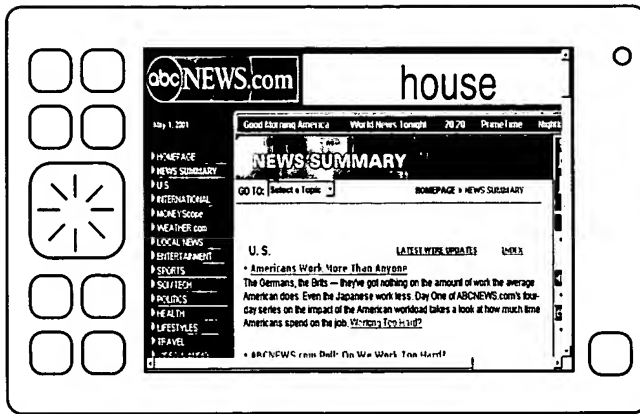 abcNEWS.com
house
May 1, 2001
Good Morning America World News Tonight 20 20 PrimeTime
NEWS SUMMARY
GO TO: Select a Topic
HOMEPAGE NEWS SUMMARY
HOMEPAGE
NEWS SUMMARY
U.S
INTERNATIONAL
MONEYScope
WEATHER com
LOCAL NEWS
ENTERTAINMENT
SPORTS
SCI / TECH
POLITICS
HEALTH
LIFESTYLES
TRAVEL
U. S. LATEST WIRE UPDATES INDEX
• Americans Work More Than Anyone
The Germans, the Brits — they've got nothing on the amount of work the average
American does. Even the Japanese work less. Day One of ABCNEWS.com's four-
day series on the impact of the American workload takes a look at how much time
Americans spend on the job. Working Too Hard?
• ABCNEWS.com Poll: Do We Work Too Hard?